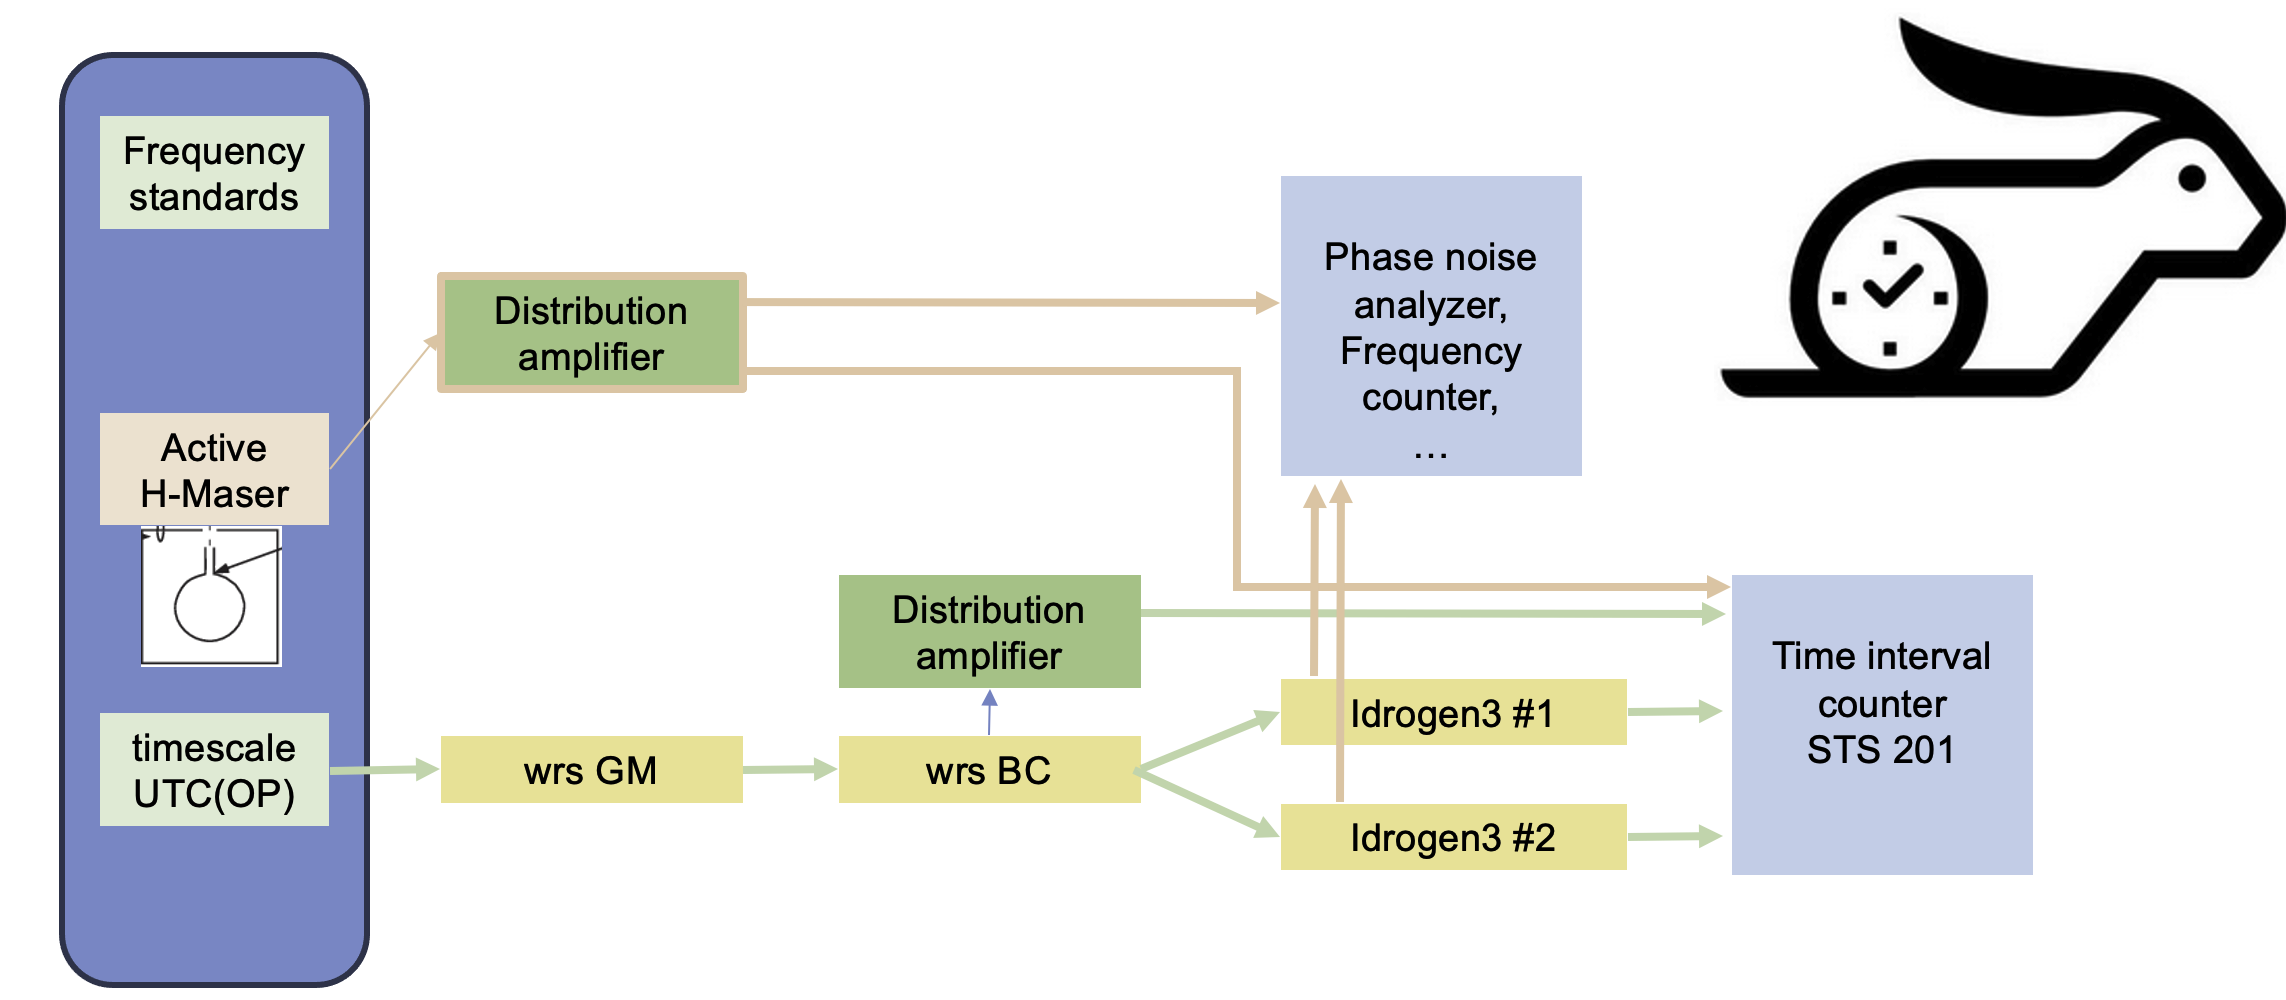 Frequency
standards
Active
H-Maser
timescale
UTC(OP)
Distribution
amplifier
wrs GM
Distribution
amplifier
wrs BC
Phase noise
analyzer,
Frequency
counter,
...
Idrogen3 #1
Idrogen3 #2
Time interval
counter
STS 201